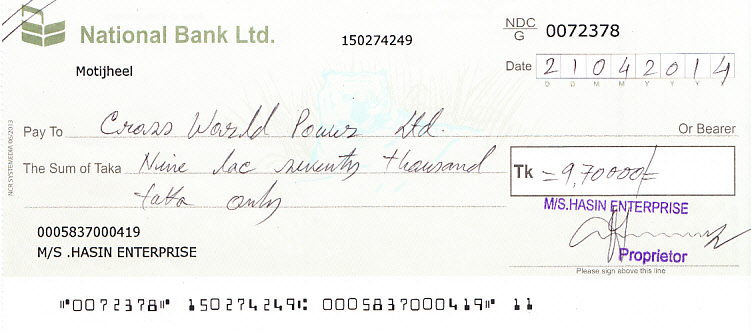 National Bank Ltd.
150274249
NDC
G
0072378
Motijheel
Date 2 1 0 4 2 0 1 4
D D M M Y Y Y Y
Pay To Cross World Power Ltd. Or Bearer
The Sum of Taka Nine lac seventy thousand
taka only
Tk =9,70000/=
M/S.HASIN ENTERPRISE
Proprietor
Please sign above this line
0005837000419
M/S .HASIN ENTERPRISE
NCR SYSTEMEDIA 06/2013
⑈0072378⑈ 150274249⑆ 0005837000419⑈ 11